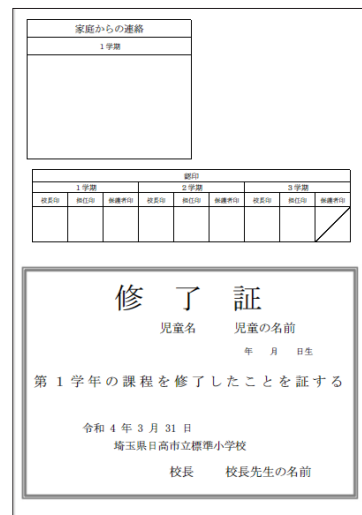 家庭からの連絡
1学期
認印
1学期 2学期 3学期
校長印 担任印 保護者印 校長印 担任印 保護者印 校長印 担任印 保護者印
修了証
児童名 児童の名前
年 月 日生
第1学年の課程を修了したことを証する
令和 4 年 3 月 31 日
埼玉県日高市立標準小学校
校長 校長先生の名前